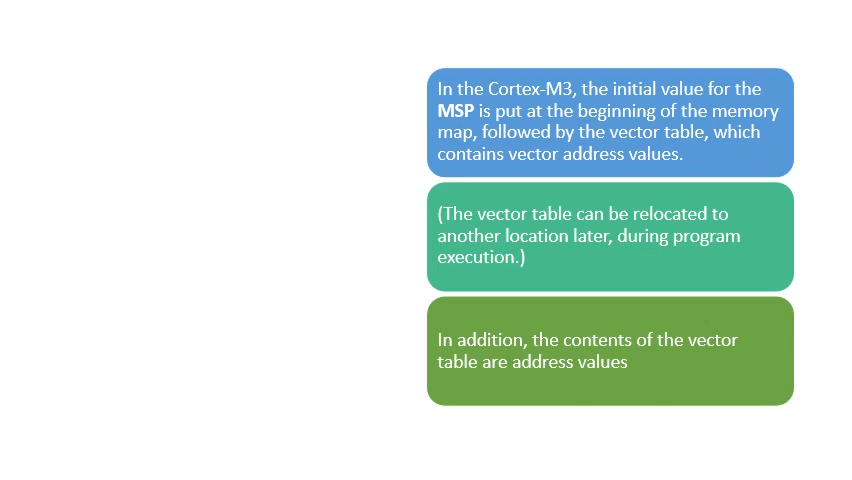 In the Cortex-M3, the initial value for the
MSP is put at the beginning of the memory
map, followed by the vector table, which
contains vector address values.
(The vector table can be relocated to
another location later, during program
execution.)
In addition, the contents of the vector
table are address values